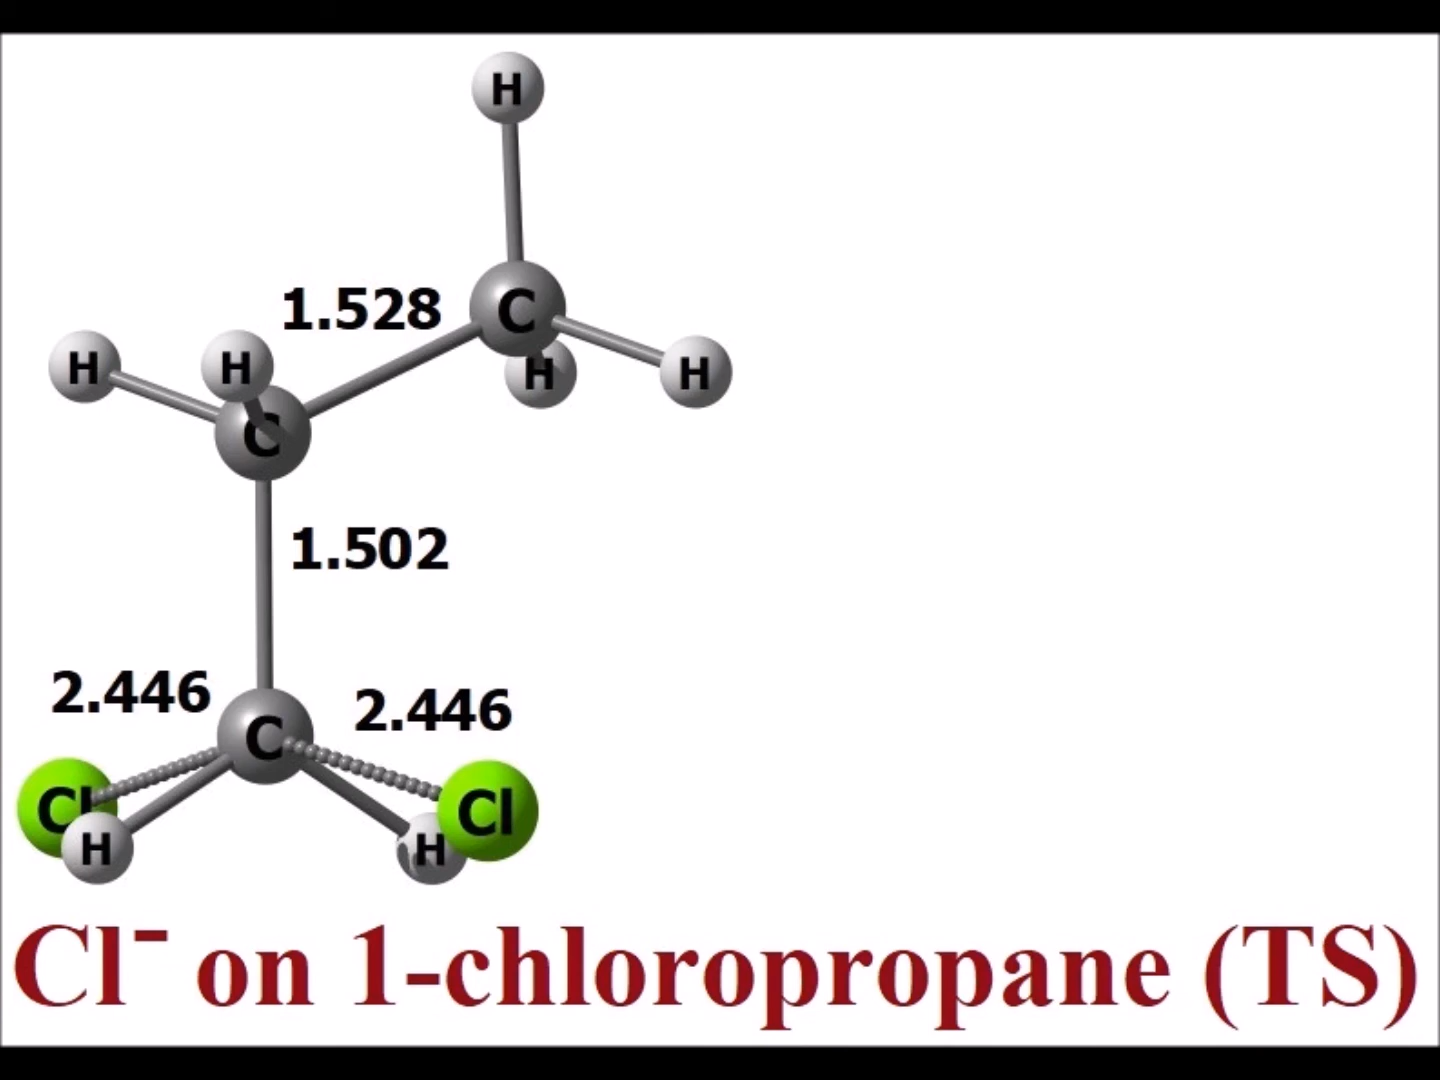 H
1.528
C
H H
H H
C
1.502
2.446
2.446
C
Cl Cl
H H
Cl⁻ on 1-chloropropane (TS)